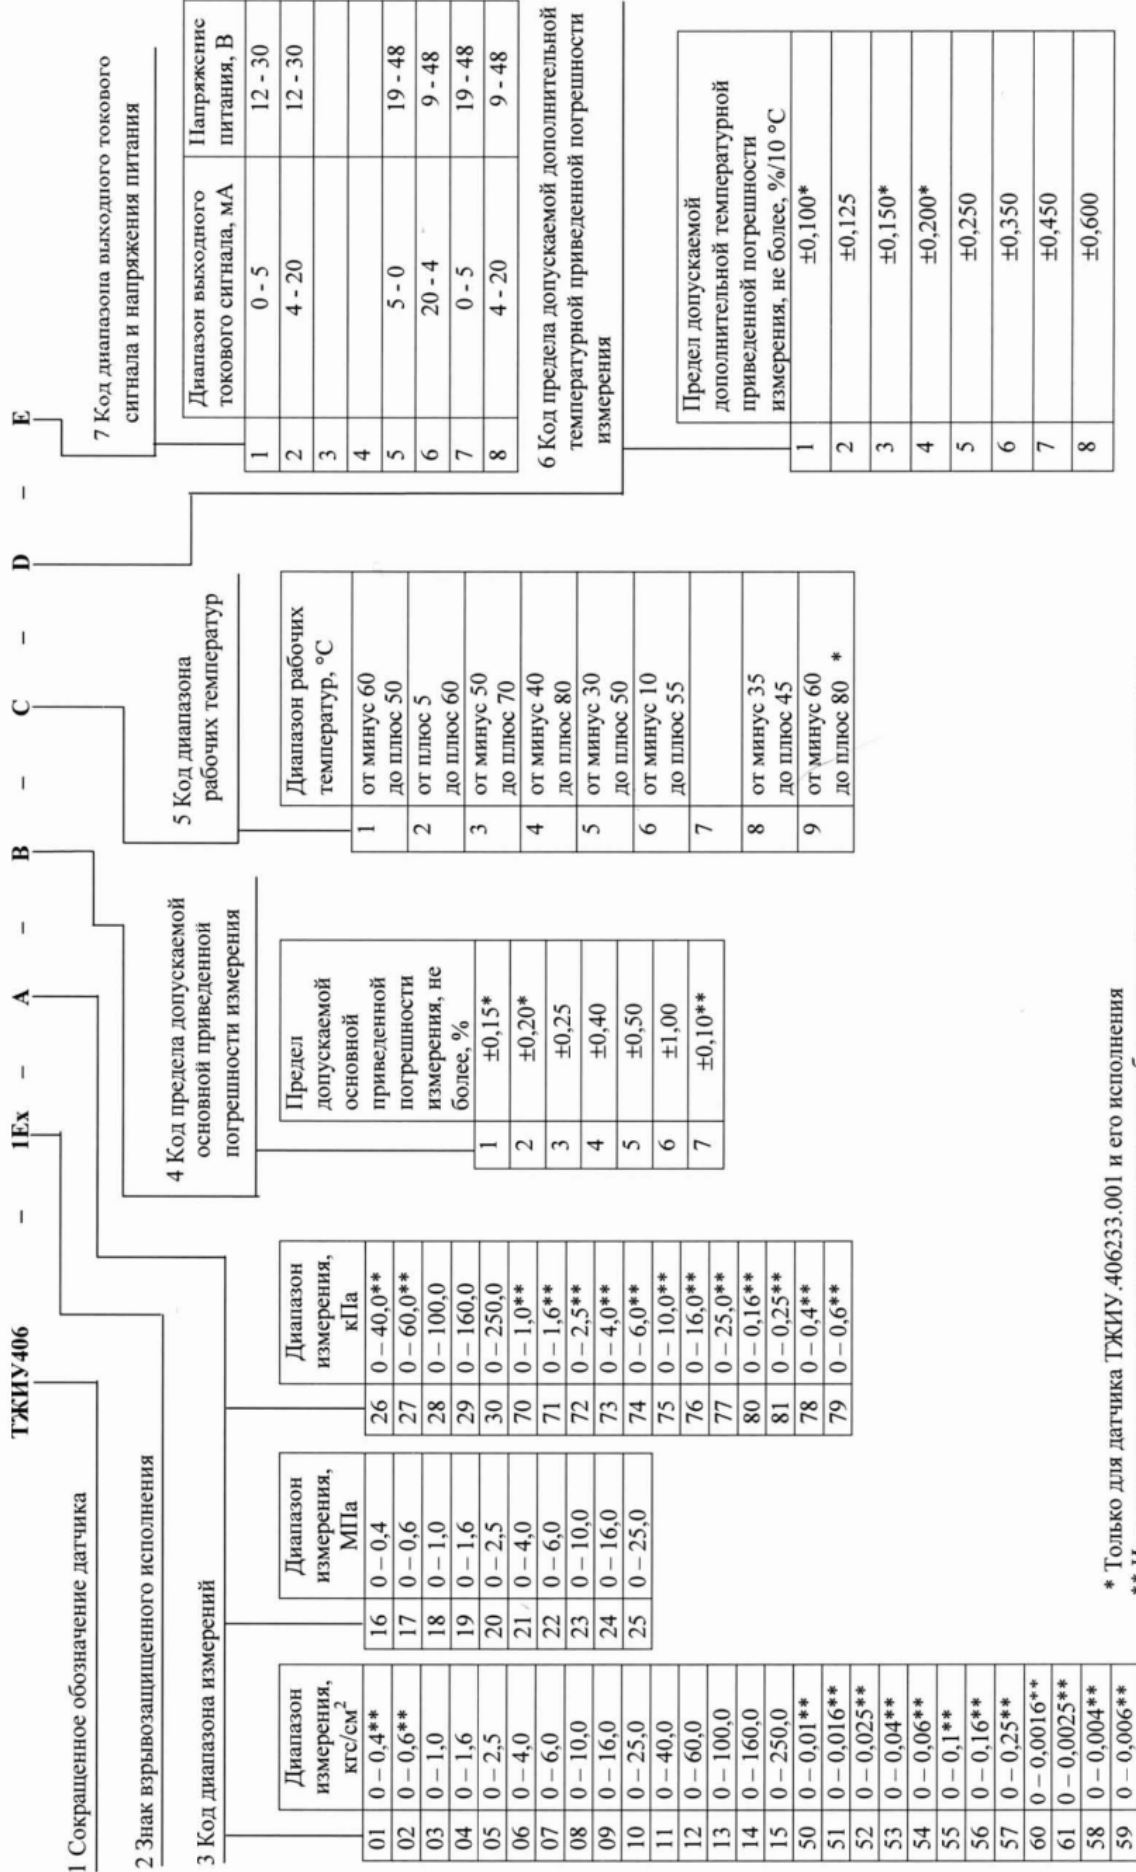 ТЖИУ406 – 1Ex – A – B – C – D – E
1 Сокращенное обозначение датчика
2 Знак взрывозащищенного исполнения
3 Код диапазона измерений
Диапазон
измерения,
кгс/см²
01 0 – 0,4**
02 0 – 0,6**
03 0 – 1,0
04 0 – 1,6
05 0 – 2,5
06 0 – 4,0
07 0 – 6,0
08 0 – 10,0
09 0 – 16,0
10 0 – 25,0
11 0 – 40,0
12 0 – 60,0
13 0 – 100,0
14 0 – 160,0
15 0 – 250,0
50 0 – 0,01**
51 0 – 0,016**
52 0 – 0,025**
53 0 – 0,04**
54 0 – 0,06**
55 0 – 0,1**
56 0 – 0,16**
57 0 – 0,25**
60 0 – 0,0016**
61 0 – 0,0025**
58 0 – 0,004**
59 0 – 0,006**
Диапазон
измерения,
МПа
16 0 – 0,4
17 0 – 0,6
18 0 – 1,0
19 0 – 1,6
20 0 – 2,5
21 0 – 4,0
22 0 – 6,0
23 0 – 10,0
24 0 – 16,0
25 0 – 25,0
Диапазон
измерения,
кПа
26 0 – 40,0**
27 0 – 60,0**
28 0 – 100,0
29 0 – 160,0
30 0 – 250,0
70 0 – 1,0**
71 0 – 1,6**
72 0 – 2,5**
73 0 – 4,0**
74 0 – 6,0**
75 0 – 10,0**
76 0 – 16,0**
77 0 – 25,0**
80 0 – 0,16**
81 0 – 0,25**
78 0 – 0,4**
79 0 – 0,6**
4 Код предела допускаемой
основной приведенной
погрешности измерения
Предел
допускаемой
основной
приведенной
погрешности
измерения, не
более, %
1 ±0,15*
2 ±0,20*
3 ±0,25
4 ±0,40
5 ±0,50
6 ±1,00
7 ±0,10**
5 Код диапазона
рабочих температур
Диапазон рабочих
температур, °С
1 от минус 60
до плюс 50
2 от плюс 5
до плюс 60
3 от минус 50
до плюс 70
4 от минус 40
до плюс 80
5 от минус 30
до плюс 50
6 от минус 10
до плюс 55
7
8 от минус 35
до плюс 45
9 от минус 60
до плюс 80 *
7 Код диапазона выходного токового
сигнала и напряжения питания
Диапазон выходного
токового сигнала, мА
Напряжение
питания, В
1 0 - 5 12 - 30
2 4 - 20 12 - 30
3
4
5 5 - 0 19 - 48
6 20 - 4 9 - 48
7 0 - 5 19 - 48
8 4 - 20 9 - 48
6 Код предела допускаемой дополнительной
температурной приведенной погрешности
измерения
Предел допускаемой
дополнительной температурной
приведенной погрешности
измерения, не более, %/10 °С
1 ±0,100*
2 ±0,125
3 ±0,150*
4 ±0,200*
5 ±0,250
6 ±0,350
7 ±0,450
8 ±0,600
* Только для датчика ТЖИУ.406233.001 и его исполнения